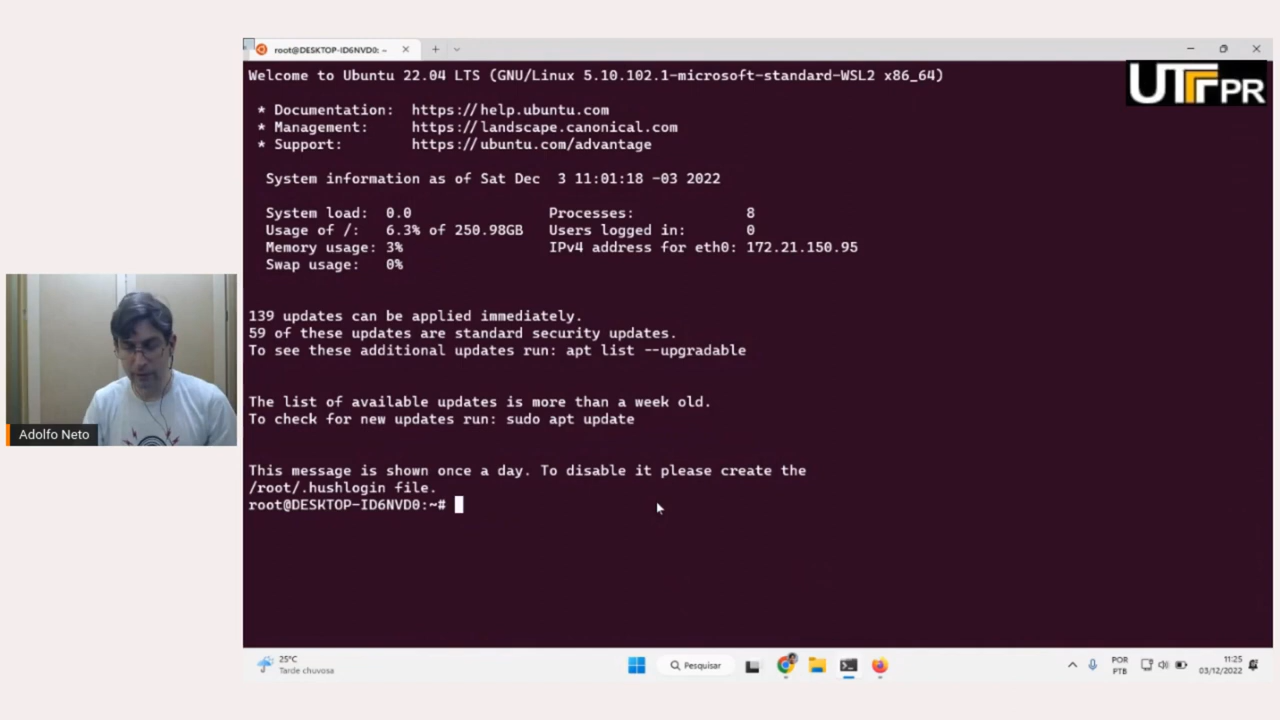 root@DESKTOP-ID6NVD0: ~
Welcome to Ubuntu 22.04 LTS (GNU/Linux 5.10.102.1-microsoft-standard-WSL2 x86_64)
UTFPR
* Documentation: https://help.ubuntu.com
* Management: https://landscape.canonical.com
* Support: https://ubuntu.com/advantage
System information as of Sat Dec 3 11:01:18 -03 2022
System load: 0.0 Processes: 8
Usage of /: 6.3% of 250.98GB Users logged in: 0
Memory usage: 3% IPv4 address for eth0: 172.21.150.95
Swap usage: 0%
139 updates can be applied immediately.
59 of these updates are standard security updates.
To see these additional updates run: apt list --upgradable
The list of available updates is more than a week old.
To check for new updates run: sudo apt update
This message is shown once a day. To disable it please create the
/root/.hushlogin file.
root@DESKTOP-ID6NVD0:~#
Adolfo Neto
25°C
Tarde chuvosa
Pesquisar
POR
PTB
11:25
03/12/2022